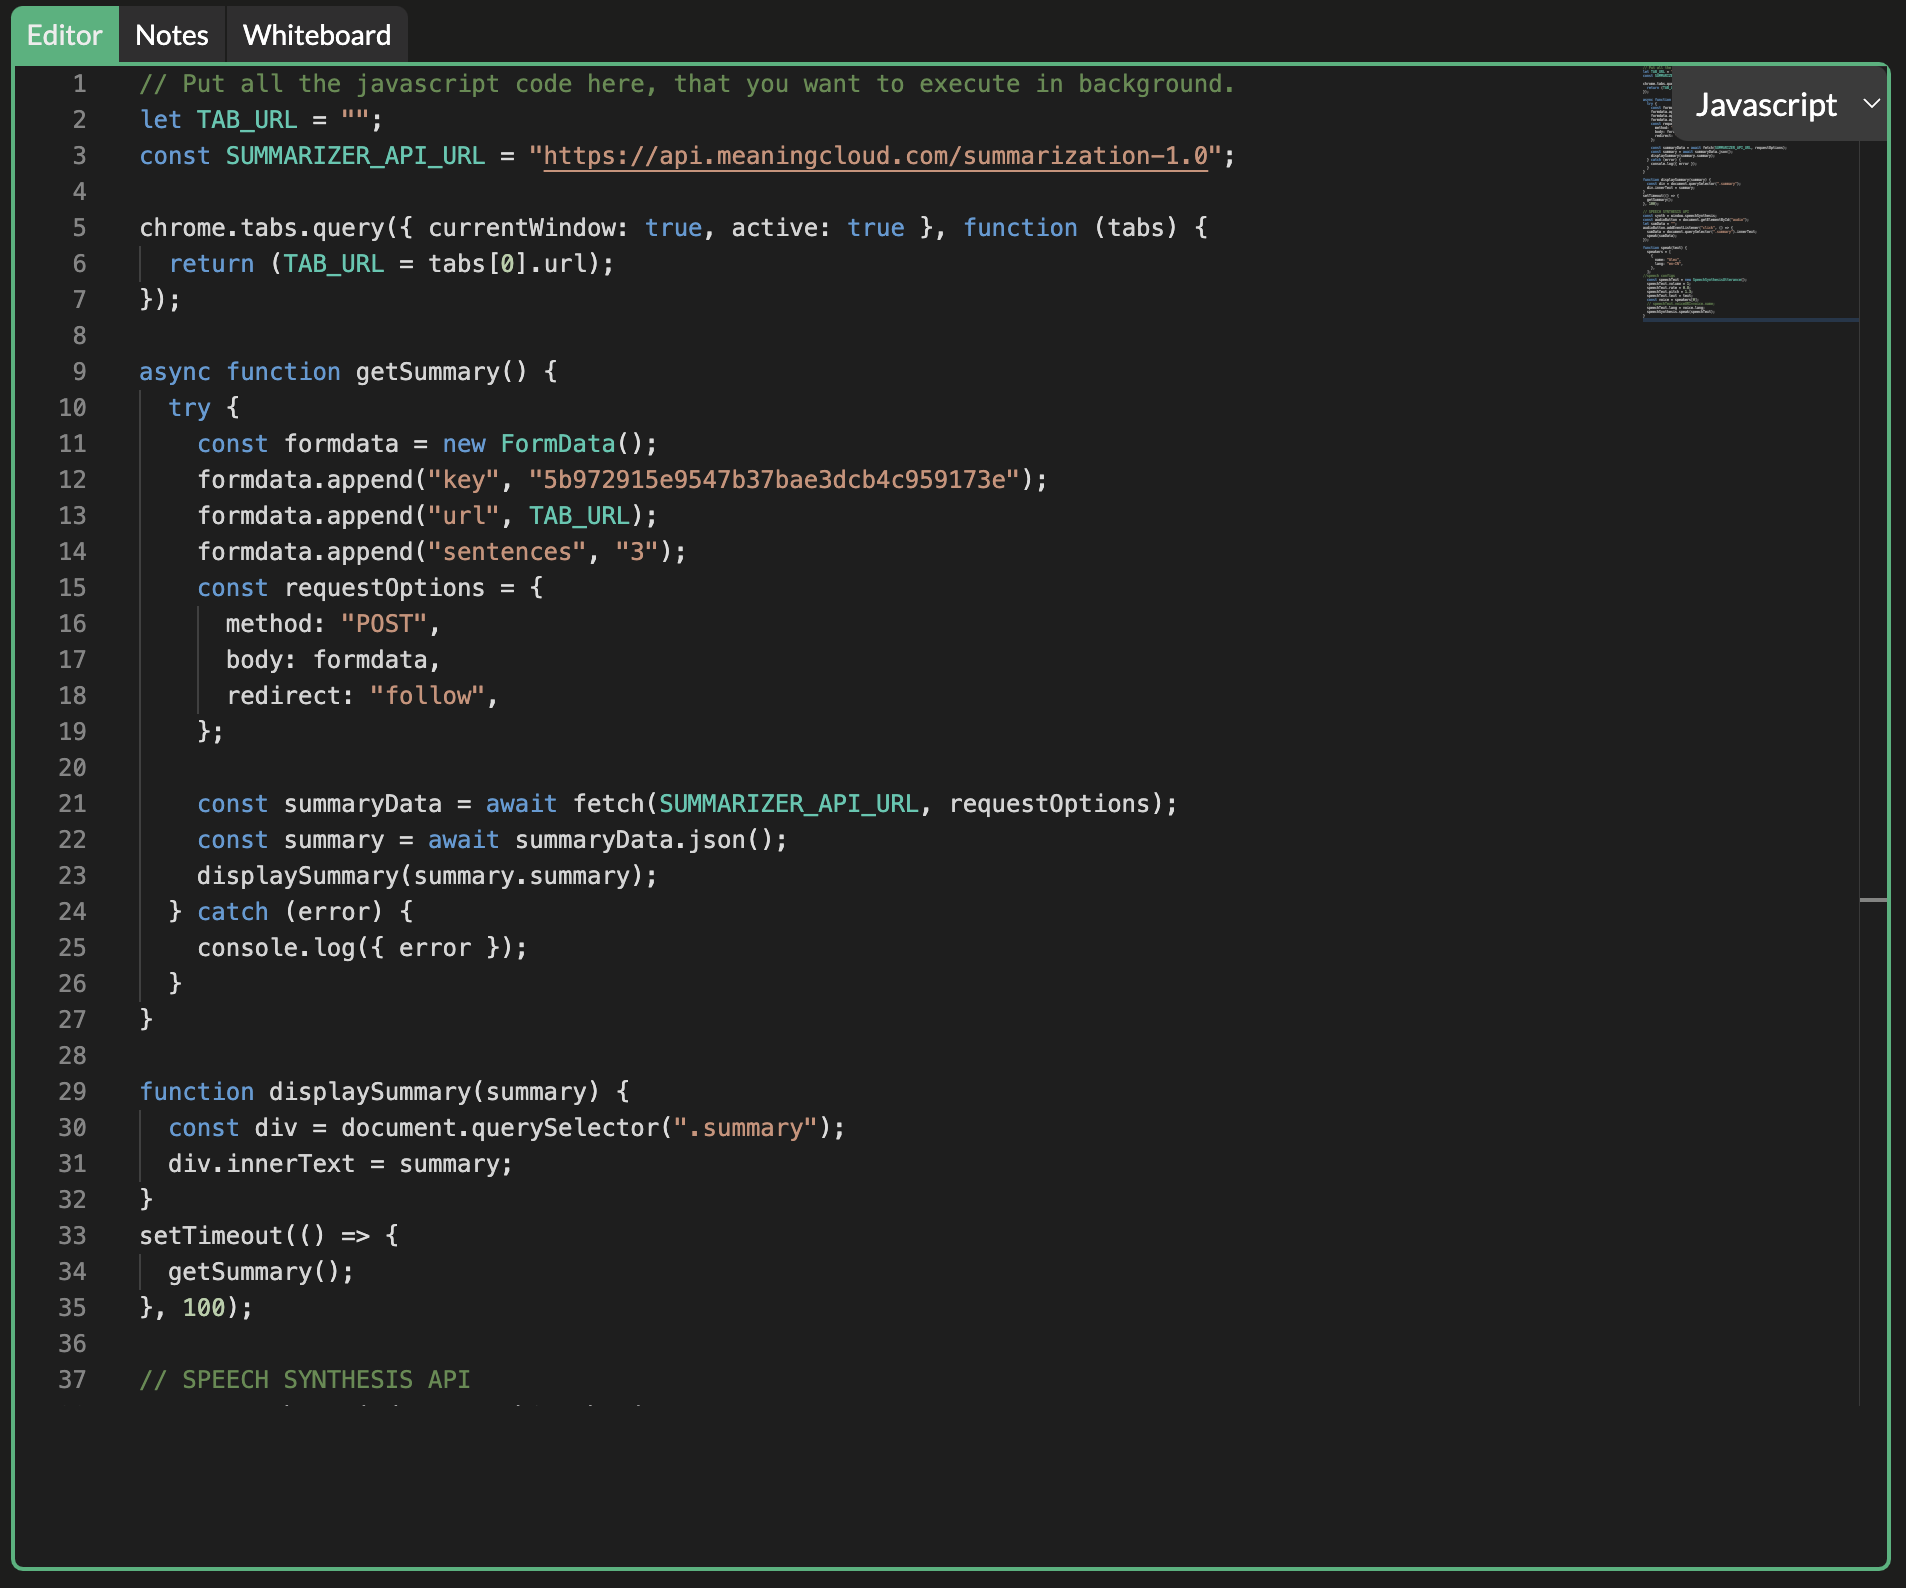 Editor Notes Whiteboard
Javascript
1 // Put all the javascript code here, that you want to execute in background.
2 let TAB_URL = "";
3 const SUMMARIZER_API_URL = "https://api.meaningcloud.com/summarization-1.0";
4
5 chrome.tabs.query({ currentWindow: true, active: true }, function (tabs) {
6   return (TAB_URL = tabs[0].url);
7 });
8
9 async function getSummary() {
10   try {
11     const formdata = new FormData();
12     formdata.append("key", "5b972915e9547b37bae3dcb4c959173e");
13     formdata.append("url", TAB_URL);
14     formdata.append("sentences", "3");
15     const requestOptions = {
16       method: "POST",
17       body: formdata,
18       redirect: "follow",
19     };
20
21     const summaryData = await fetch(SUMMARIZER_API_URL, requestOptions);
22     const summary = await summaryData.json();
23     displaySummary(summary.summary);
24   } catch (error) {
25     console.log({ error });
26   }
27 }
28
29 function displaySummary(summary) {
30   const div = document.querySelector(".summary");
31   div.innerText = summary;
32 }
33 setTimeout(() => {
34   getSummary();
35 }, 100);
36
37 // SPEECH SYNTHESIS API